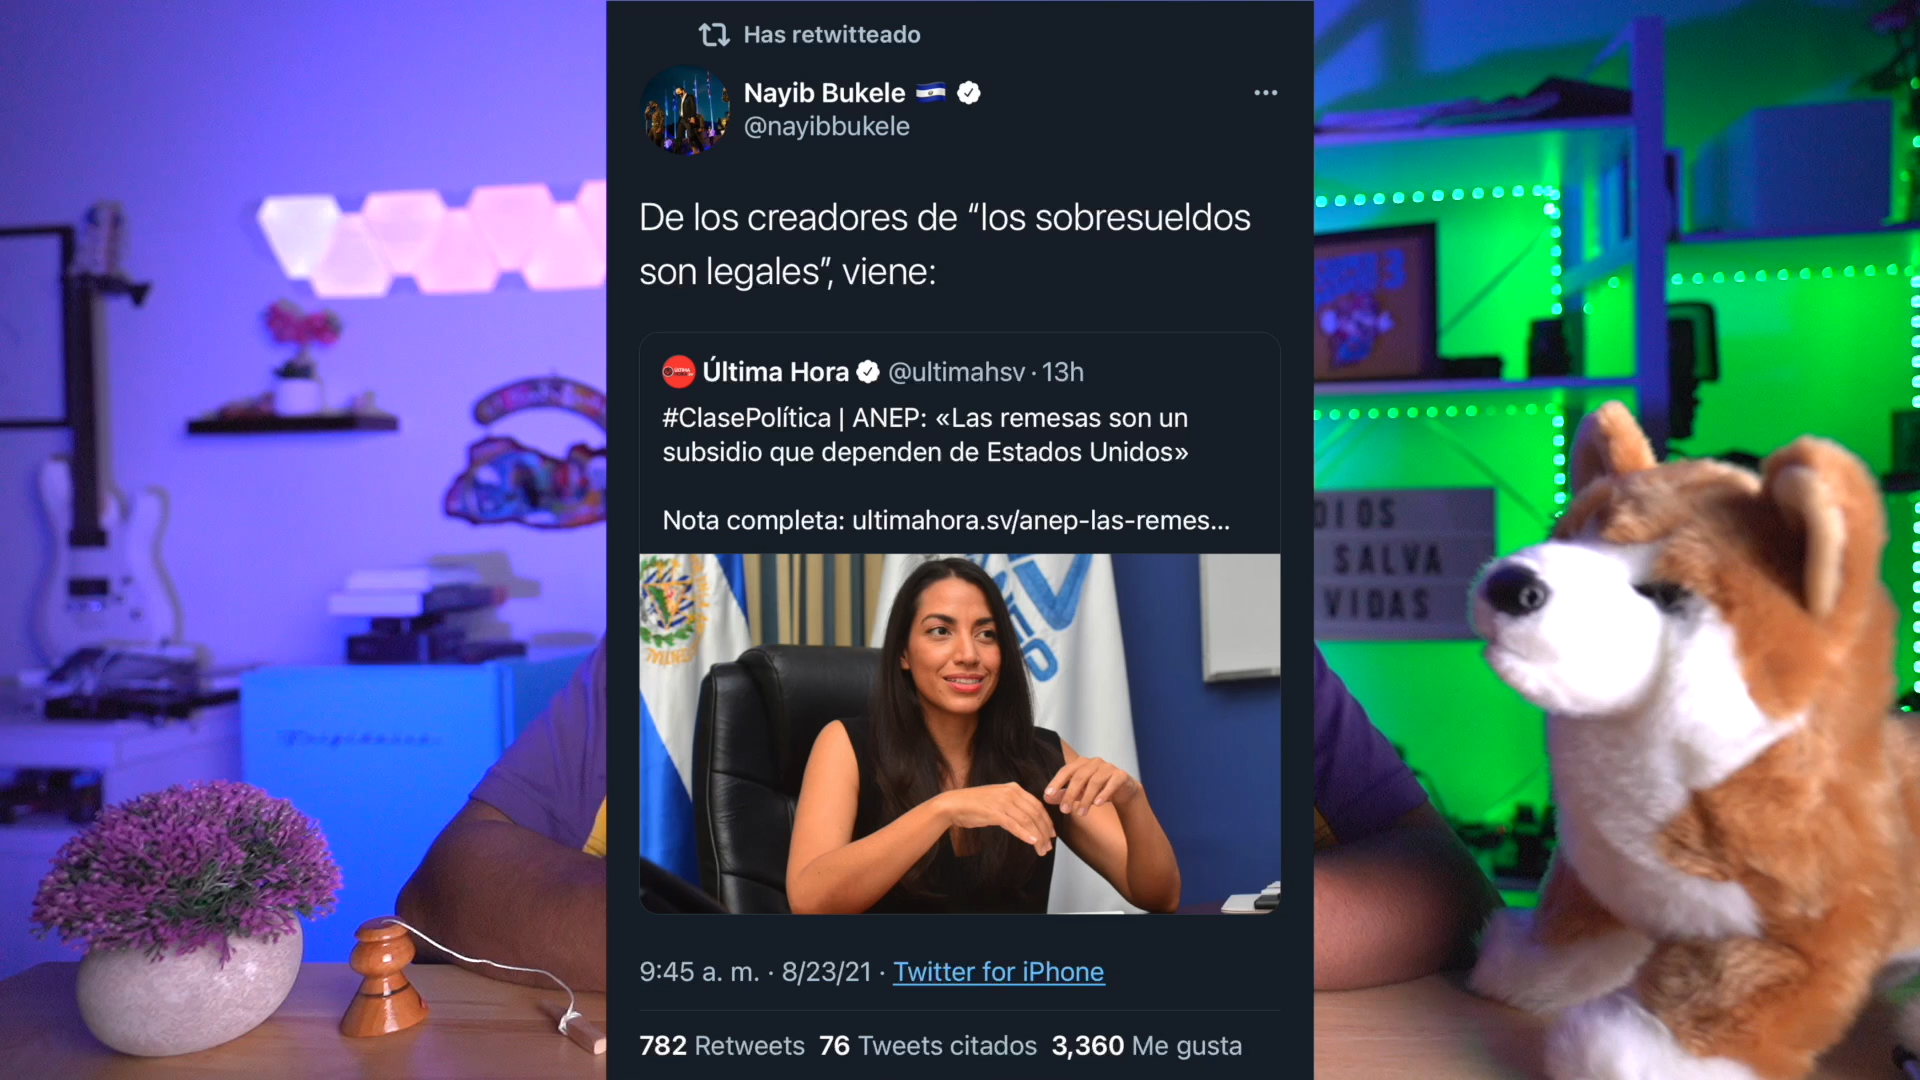 Has retwitteado
Nayib Bukele
@nayibbukele
De los creadores de “los sobresueldos
son legales”, viene:
Última Hora @ultimahsv · 13h
#ClasePolítica | ANEP: «Las remesas son un
subsidio que dependen de Estados Unidos»
Nota completa: ultimahora.sv/anep-las-remes...
9:45 a. m. · 8/23/21 · Twitter for iPhone
782 Retweets 76 Tweets citados 3,360 Me gusta
DIOS
SALVA
VIDAS